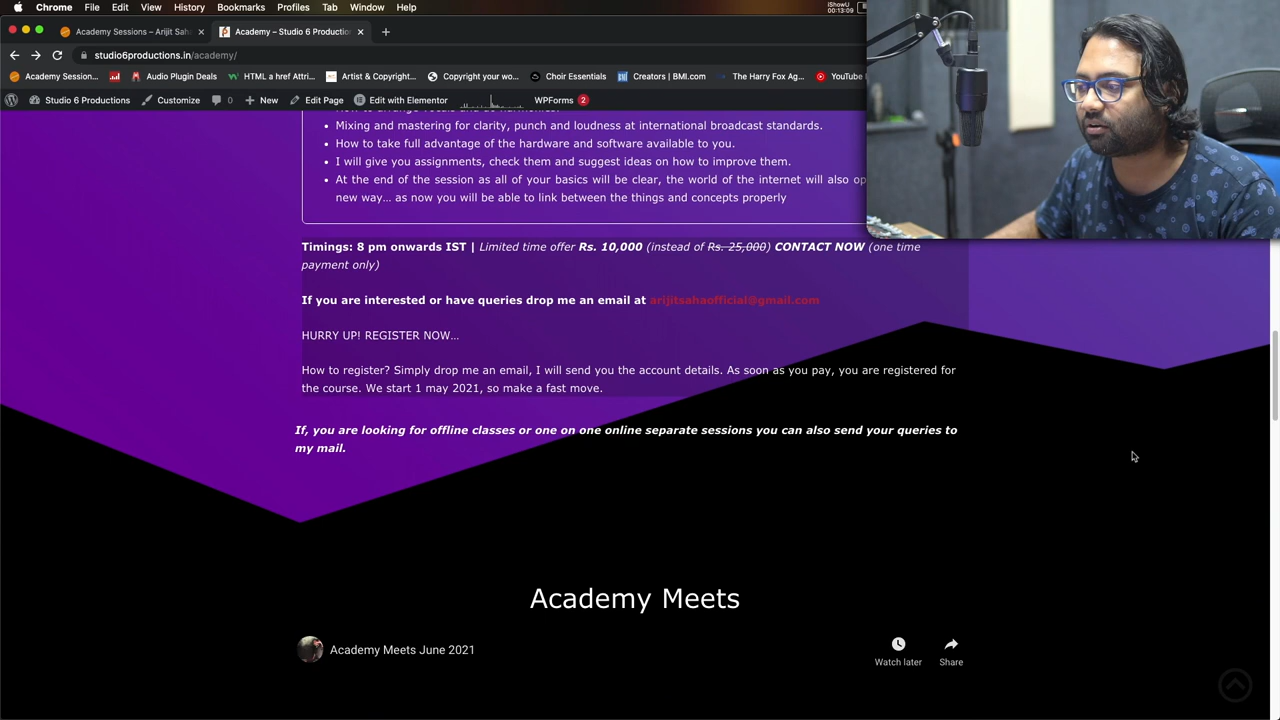 Chrome File Edit View History Bookmarks Profiles Tab Window Help
iShowU
00:13:09
Academy Sessions – Arijit Sah
Academy – Studio 6 Production
studio6productions.in/academy/
Academy Session...
Audio Plugin Deals
HTML a href Attri...
Artist & Copyright...
Copyright your wo...
Choir Essentials
Creators | BMI.com
The Harry Fox Ag...
YouTube
Studio 6 Productions
Customize
0
New
Edit Page
Edit with Elementor
WPForms 2
Mixing and mastering for clarity, punch and loudness at international broadcast standards.
How to take full advantage of the hardware and software available to you.
I will give you assignments, check them and suggest ideas on how to improve them.
At the end of the session as all of your basics will be clear, the world of the internet will also op
new way... as now you will be able to link between the things and concepts properly
Timings: 8 pm onwards IST | Limited time offer Rs. 10,000 (instead of Rs. 25,000) CONTACT NOW (one time
payment only)
If you are interested or have queries drop me an email at arijitsahaofficial@gmail.com
HURRY UP! REGISTER NOW...
How to register? Simply drop me an email, I will send you the account details. As soon as you pay, you are registered for
the course. We start 1 may 2021, so make a fast move.
If, you are looking for offline classes or one on one online separate sessions you can also send your queries to
my mail.
Academy Meets
Academy Meets June 2021
Watch later
Share